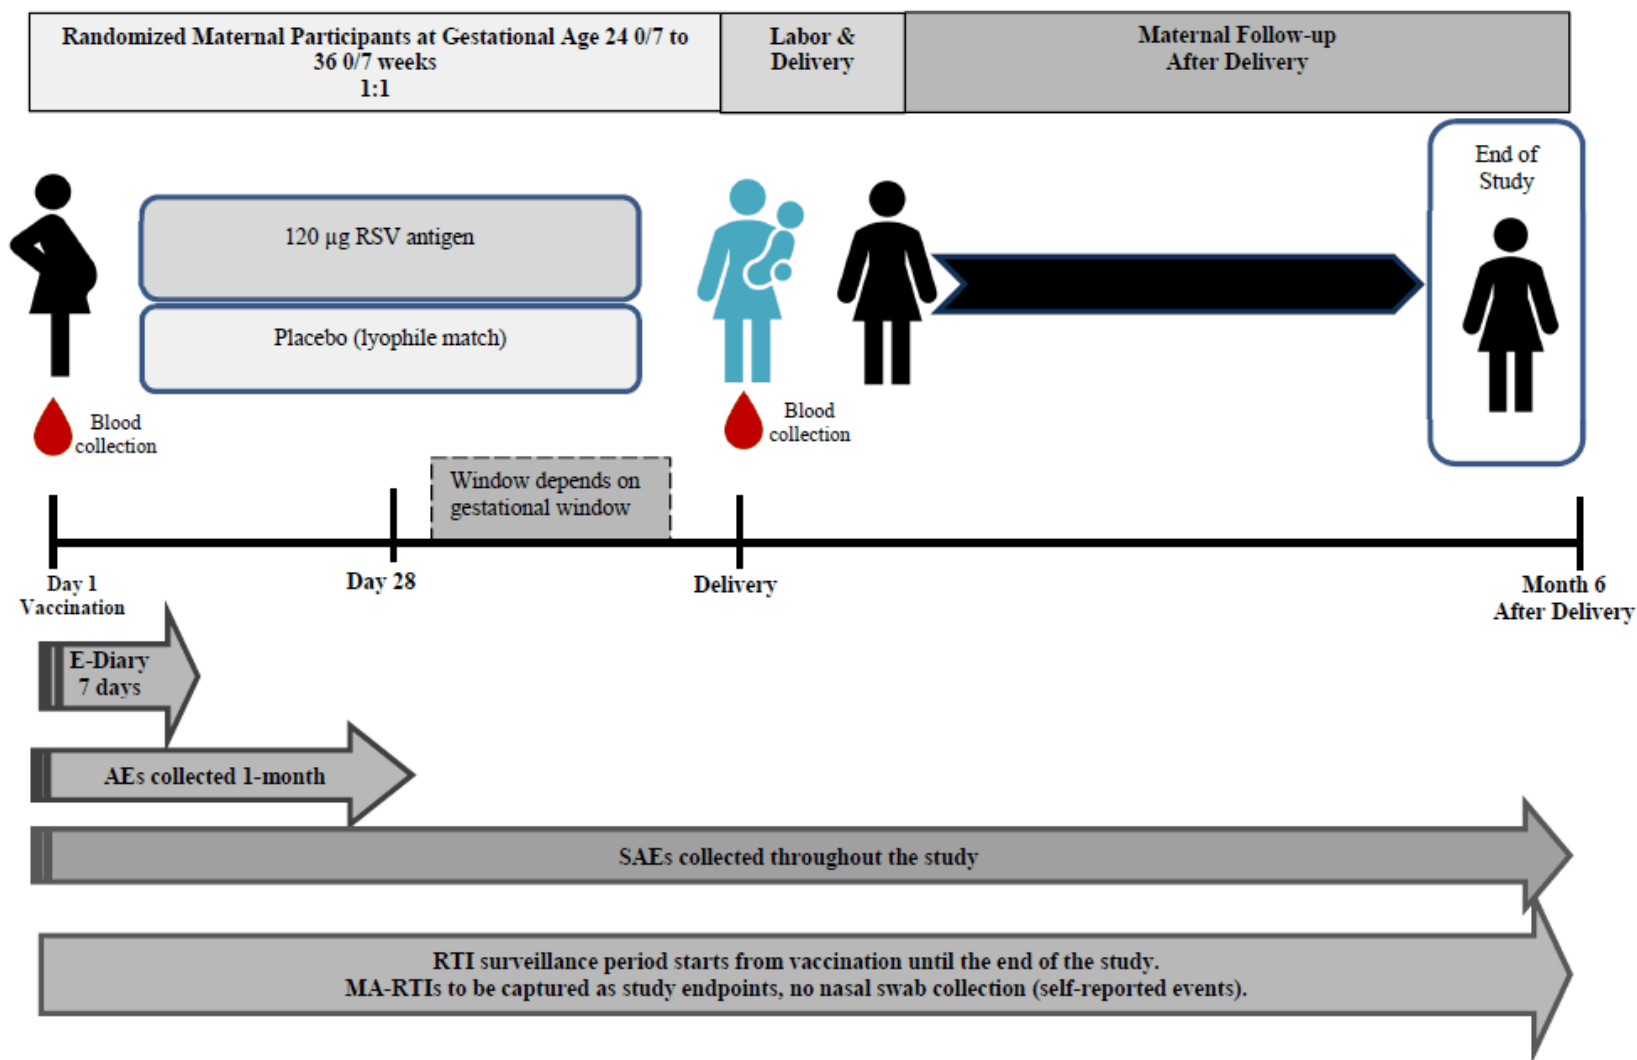 Randomized Maternal Participants at Gestational Age 24 0/7 to
36 0/7 weeks
1:1
Labor &
Delivery
Maternal Follow-up
After Delivery
End of
Study
120 µg RSV antigen
Placebo (lyophile match)
Blood
collection
Blood
collection
Window depends on
gestational window
Day 1
Vaccination
Day 28
Delivery
Month 6
After Delivery
E-Diary
7 days
AEs collected 1-month
SAEs collected throughout the study
RTI surveillance period starts from vaccination until the end of the study.
MA-RTIs to be captured as study endpoints, no nasal swab collection (self-reported events).